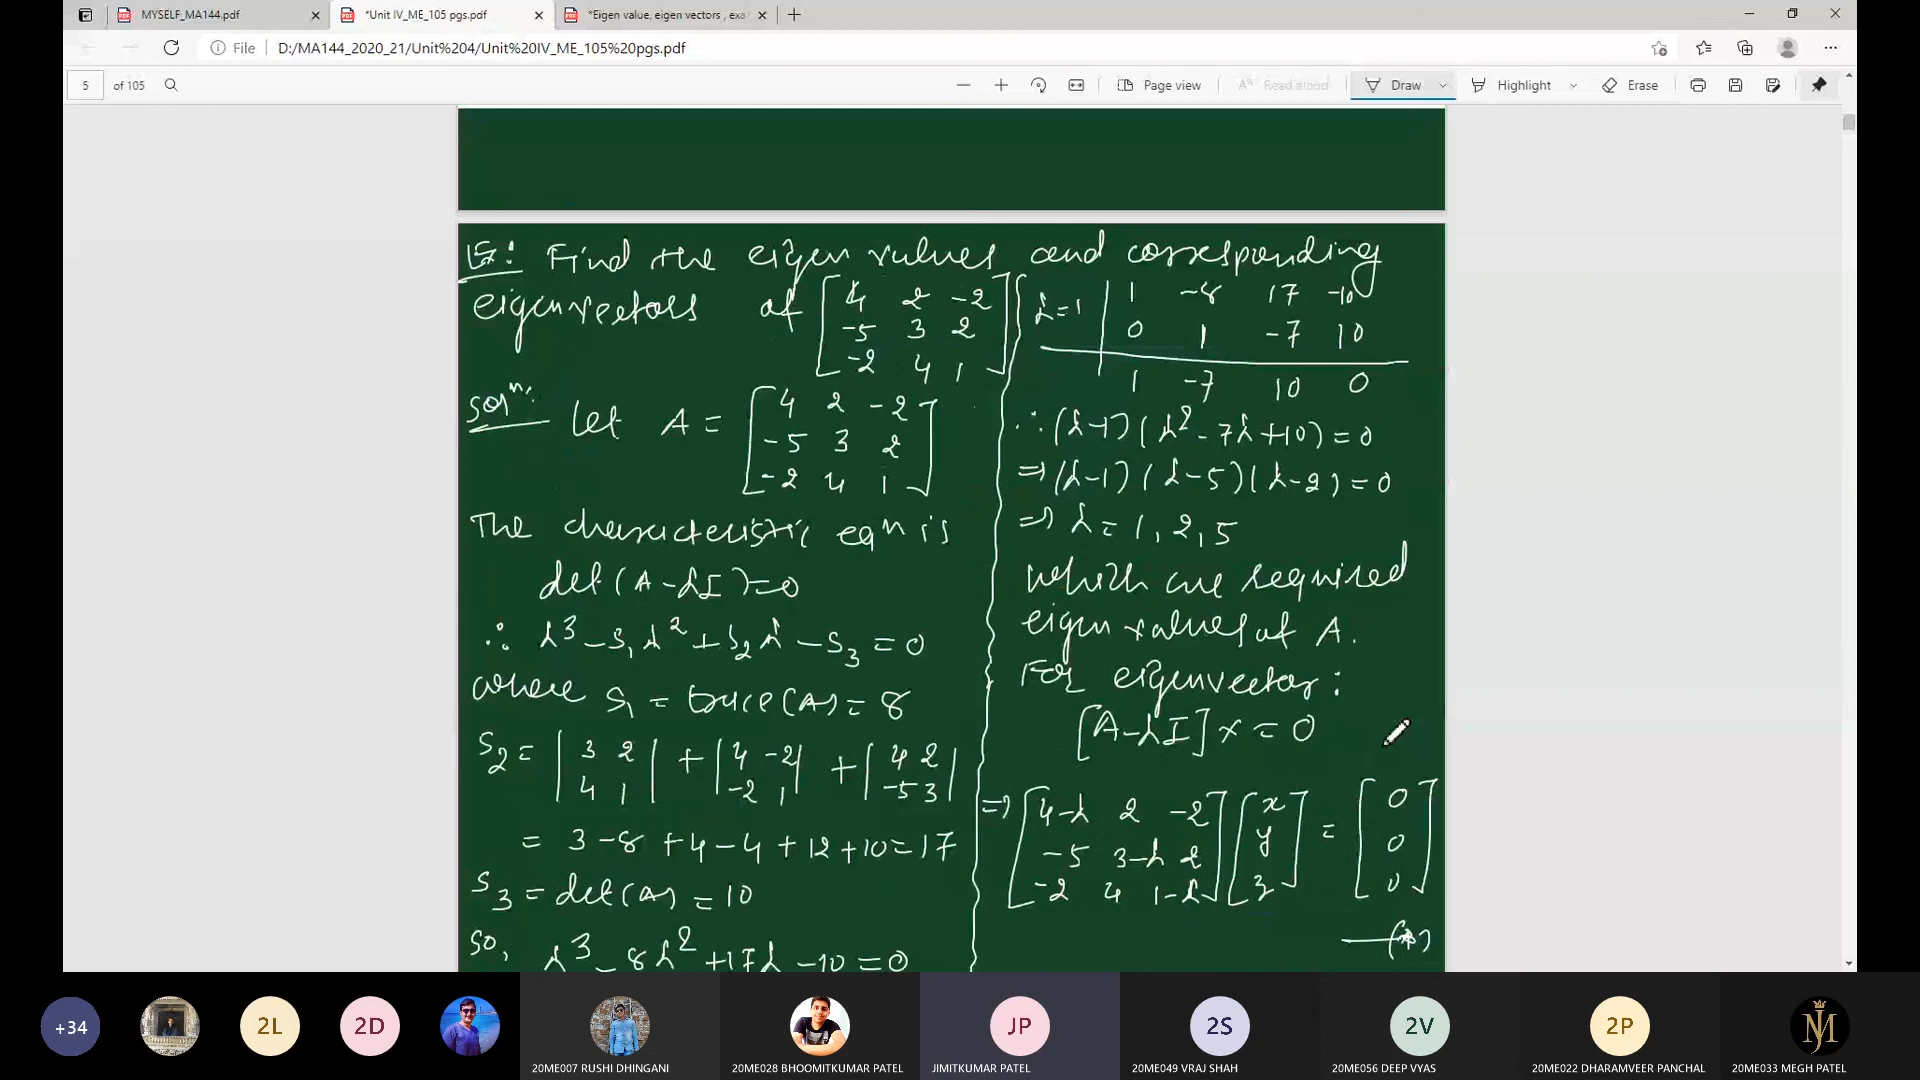 MYSELF_MA144.pdf
*Unit IV_ME_105 pgs.pdf
*Eigen value, eigen vectors , exa
File
D:/MA144_2020_21/Unit%204/Unit%20IV_ME_105%20pgs.pdf
5 of 105
Page view
Read aloud
Draw
Highlight
Erase
Eg: Find the eigen values and corresponding
eigenvectors of [4 2 -2
-5 3 2
-2 4 1]
Solⁿ: Let A = [4 2 -2
-5 3 2
-2 4 1]
The characteristic eqⁿ is
det(A-λI)=0
∴ λ³ - S₁λ² + S₂λ - S₃ = 0
where S₁ = trace(A) = 8
S₂ = |3 2
4 1| + |4 -2
-2 1| + |4 2
-5 3|
= 3-8 +4-4 +12+10=17
S₃ = det(A) = 10
So, λ³ - 8λ² +17λ -10 = 0
λ=1 | 1 -8 17 -10
0 1 -7 10
1 -7 10 0
∴ (λ-1)(λ²-7λ+10)=0
⇒ (λ-1)(λ-5)(λ-2)=0
⇒ λ = 1, 2, 5
which are required
eigen values of A.
For eigenvector:
[A-λI]x = 0
⇒ [4-λ 2 -2
-5 3-λ 2
-2 4 1-λ] [x
y
z] = [0
0
0]
—(*)
+34
2L
2D
JP
2S
2V
2P
20ME007 RUSHI DHINGANI
20ME028 BHOOMITKUMAR PATEL
JIMITKUMAR PATEL
20ME049 VRAJ SHAH
20ME056 DEEP VYAS
20ME022 DHARAMVEER PANCHAL
20ME033 MEGH PATEL